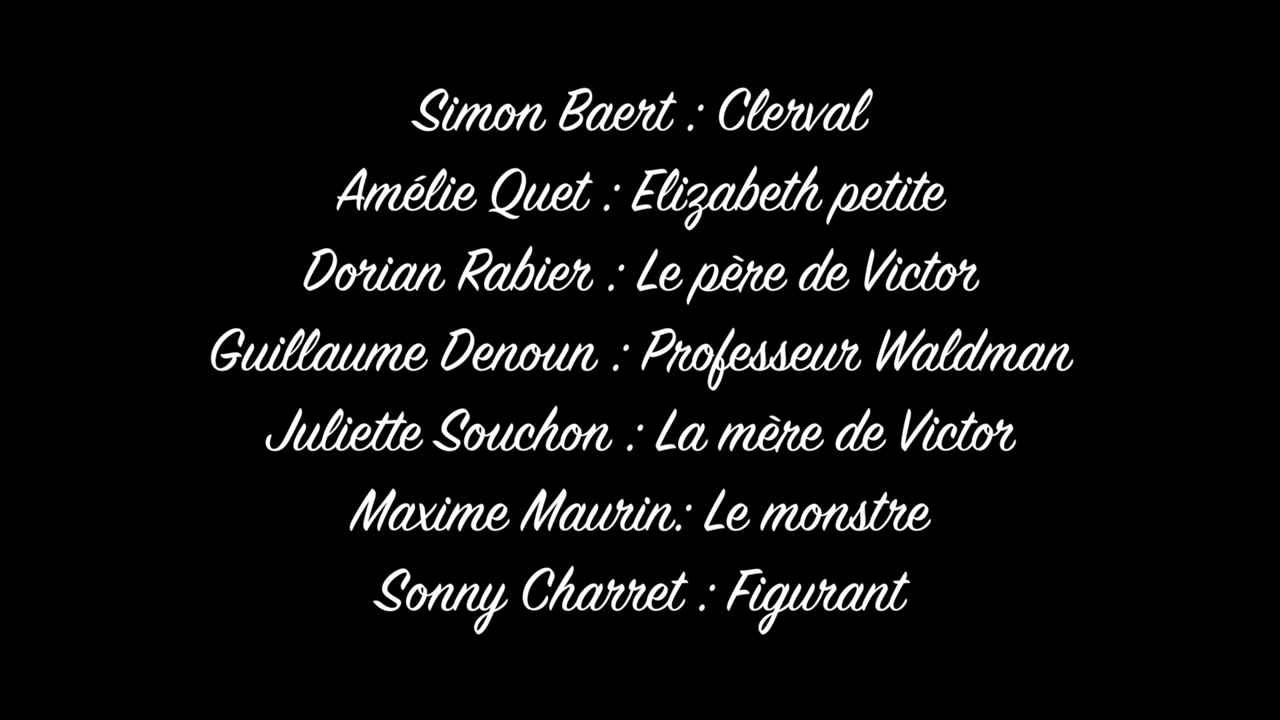 Simon Baert : Clerval
Amélie Quet : Elizabeth petite
Dorian Rabier : Le père de Victor
Guillaume Denoun : Professeur Waldman
Juliette Souchon : La mère de Victor
Maxime Maurin: Le monstre
Sonny Charret : Figurant